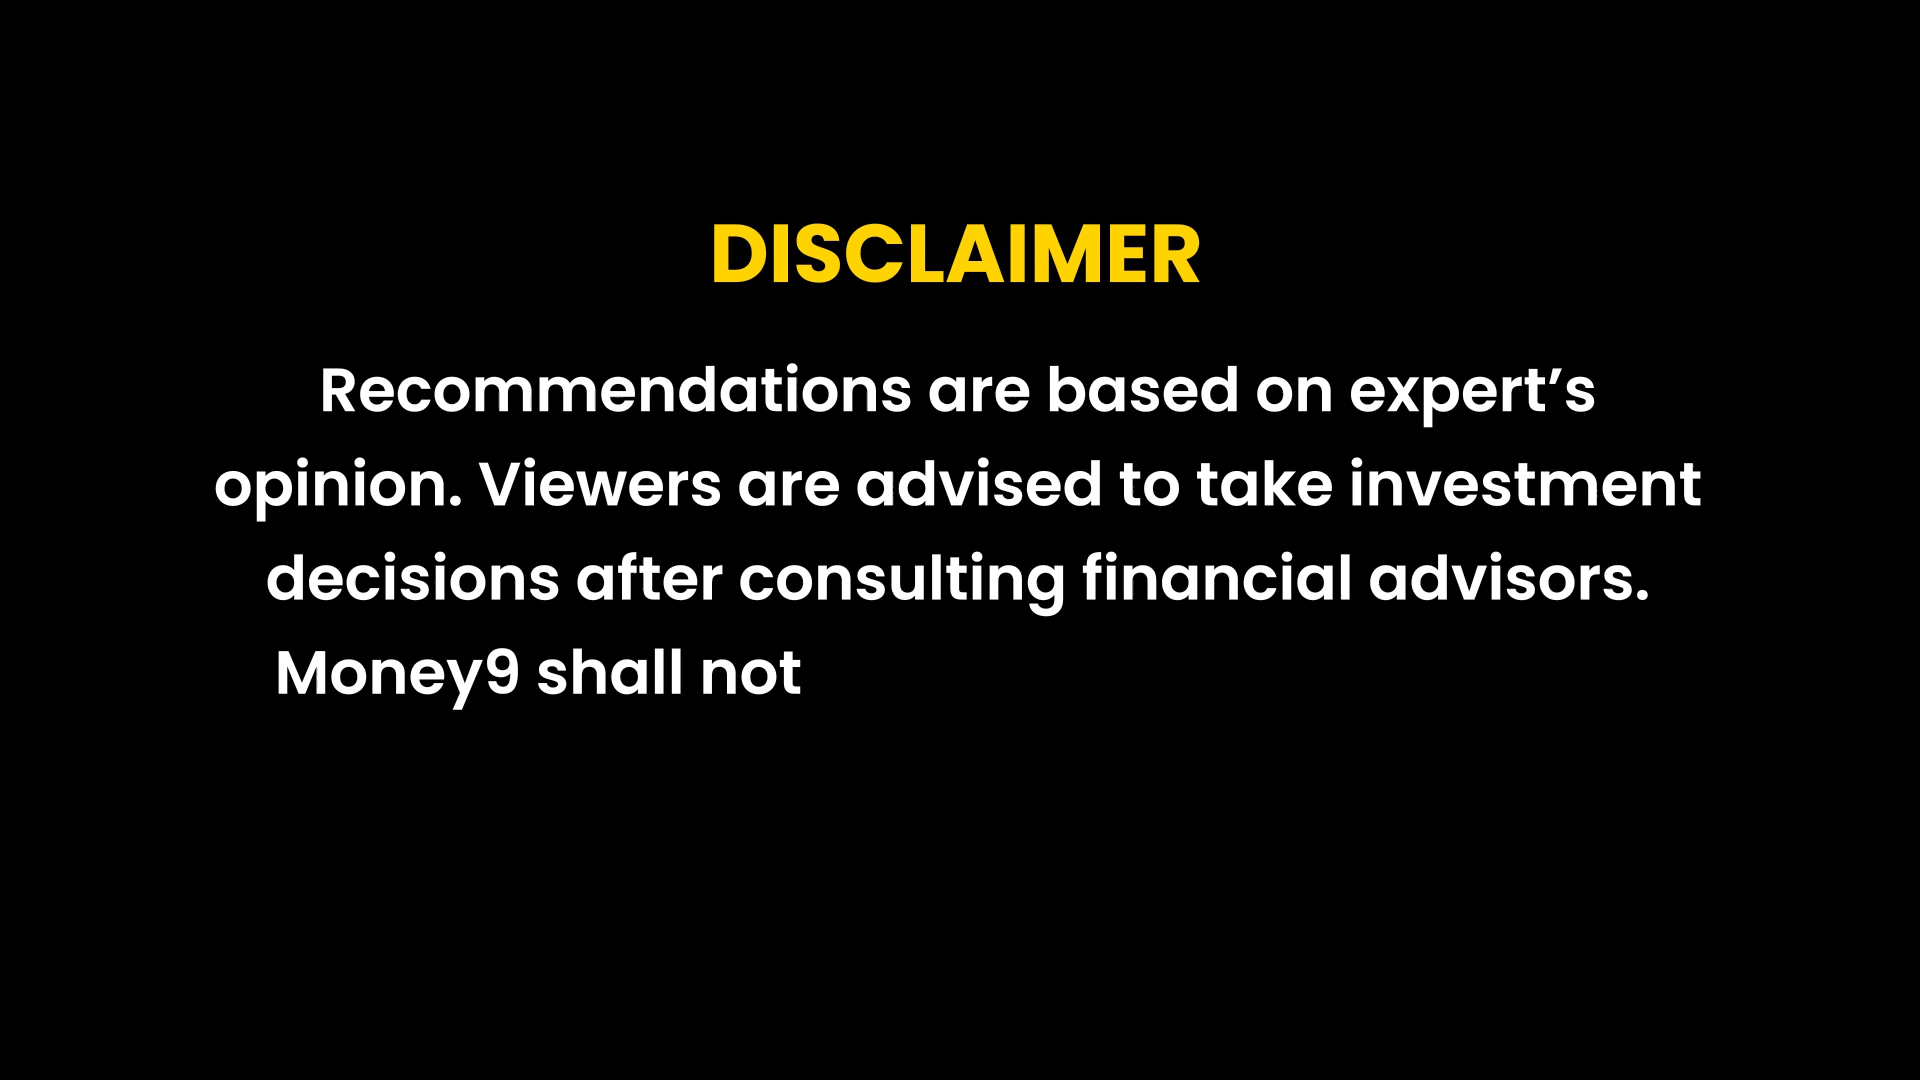 DISCLAIMER
Recommendations are based on expert’s
opinion. Viewers are advised to take investment
decisions after consulting financial advisors.
Money9 shall not